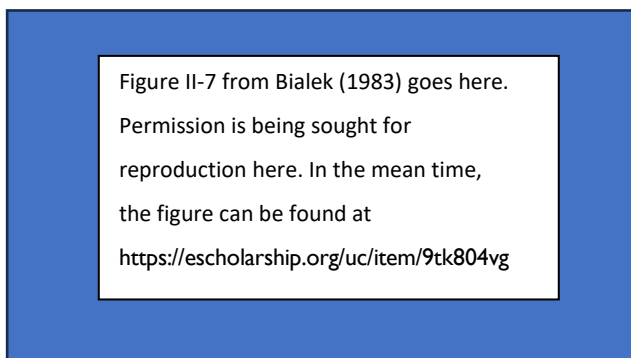 Figure II-7 from Bialek (1983) goes here.
Permission is being sought for
reproduction here. In the mean time,
the figure can be found at
https://escholarship.org/uc/item/9tk804vg